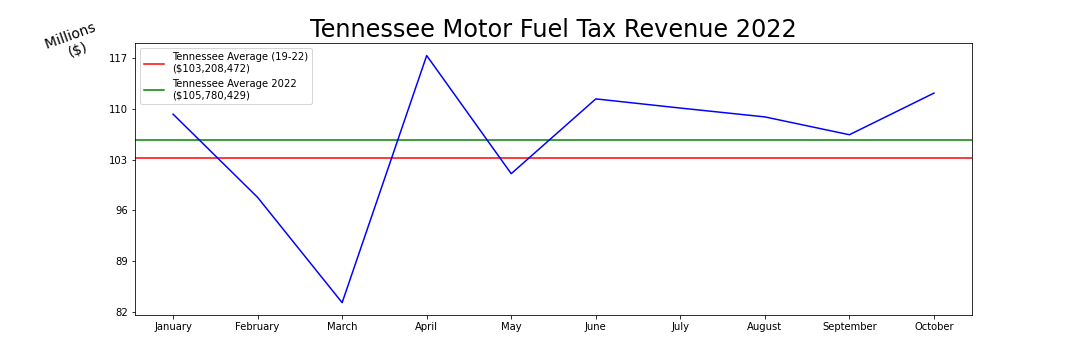 Tennessee Motor Fuel Tax Revenue 2022
Millions
($)
Tennessee Average (19-22)
($103,208,472)
Tennessee Average 2022
($105,780,429)
117
110
103
96
89
82
January February March April May June July August September October